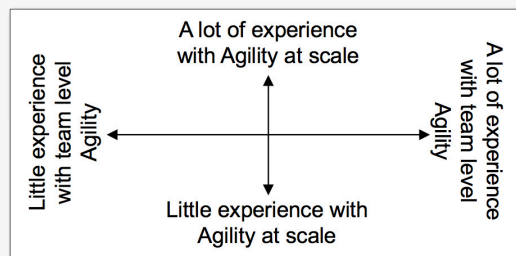 A lot of experience
with Agility at scale
Little experience
with team level
Agility
A lot of experience
with team level
Agility
Little experience with
Agility at scale